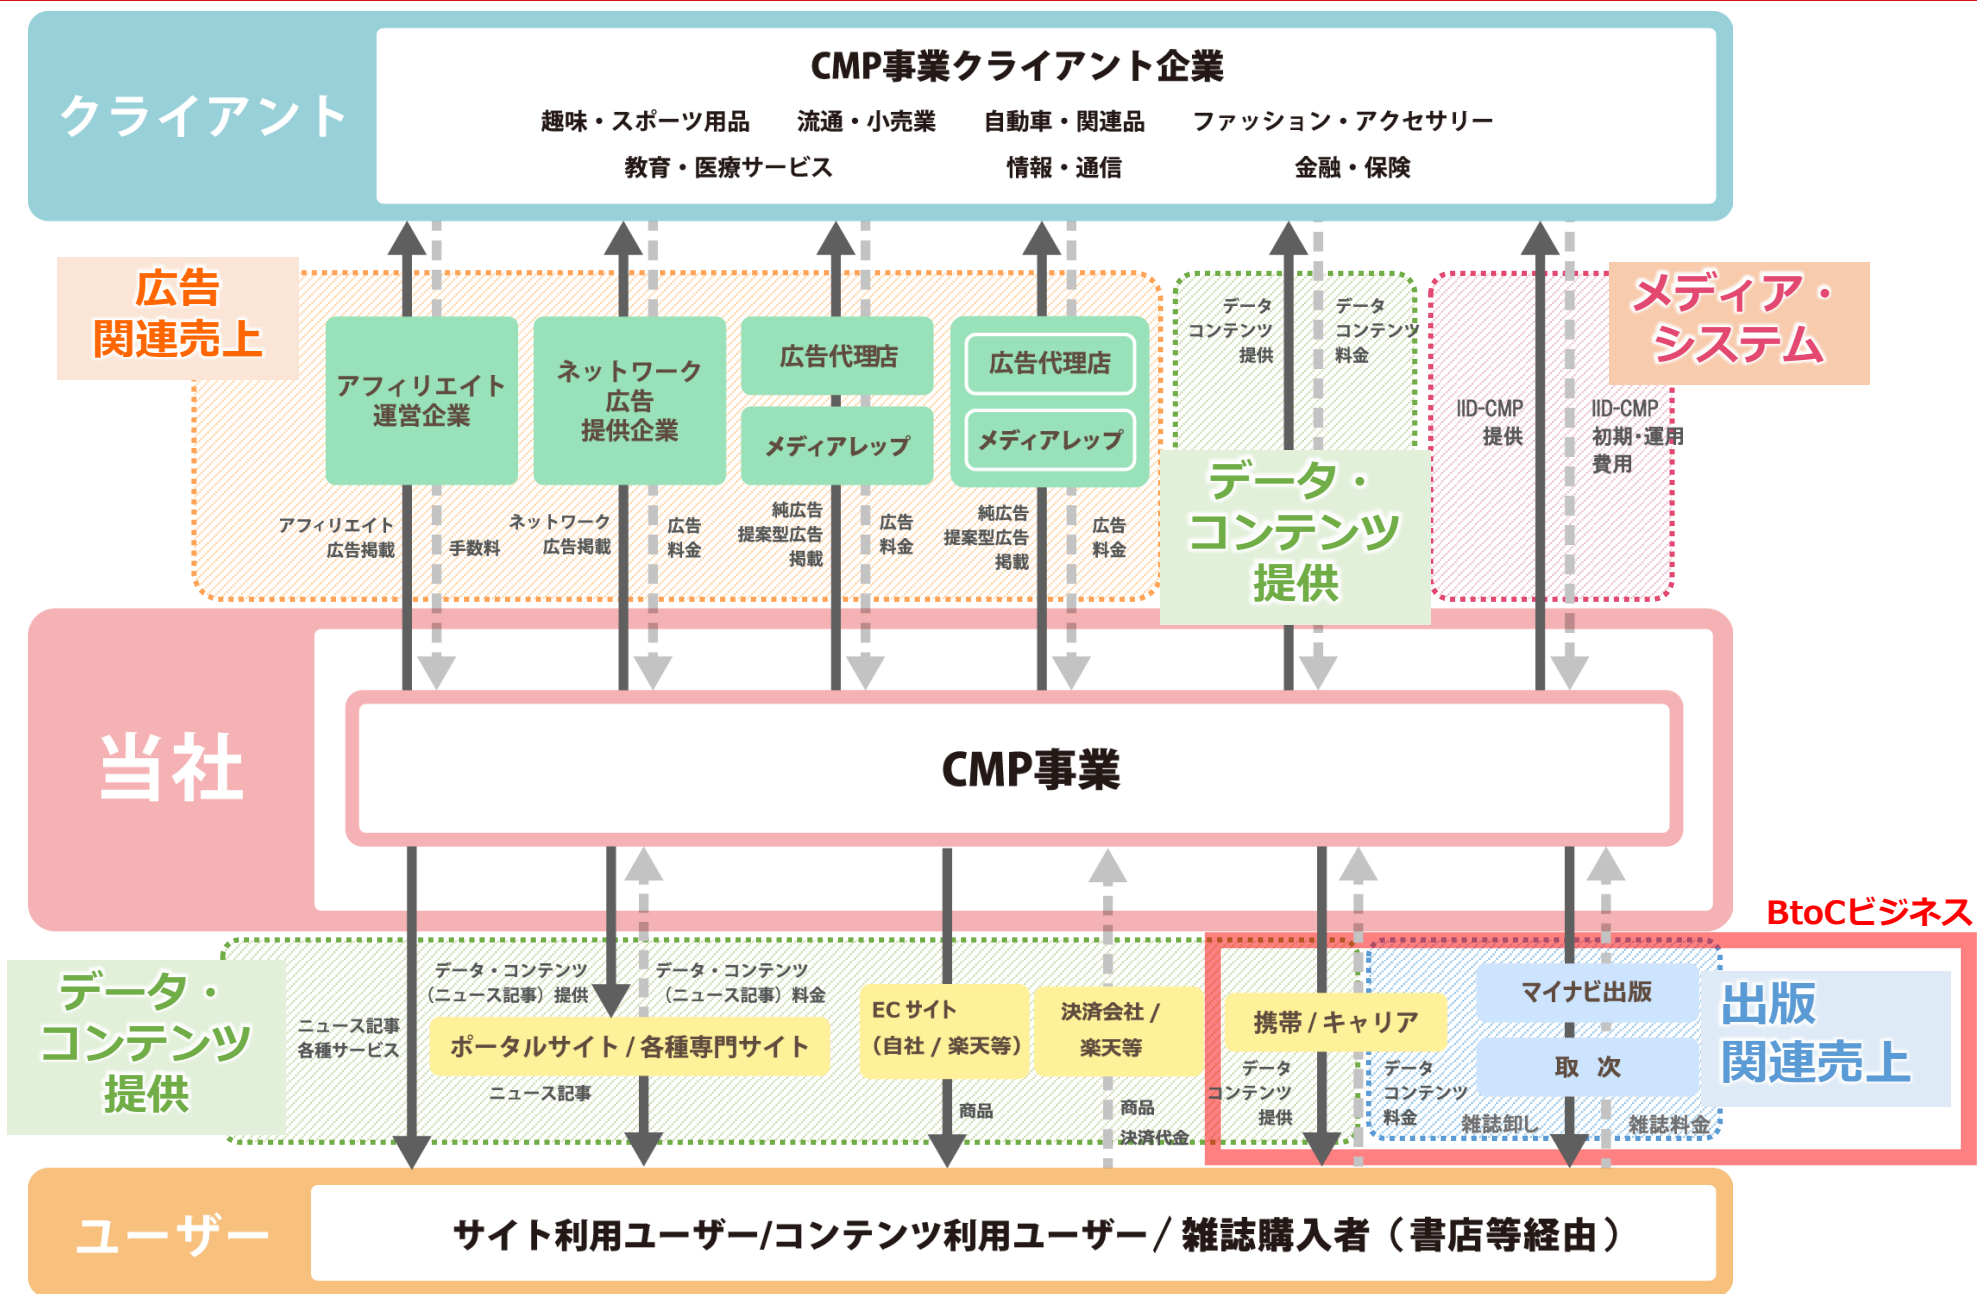 クライアント
CMP事業クライアント企業
趣味・スポーツ用品　流通・小売業　自動車・関連品　ファッション・アクセサリー
教育・医療サービス　情報・通信　金融・保険
広告
関連売上
アフィリエイト
運営企業
ネットワーク
広告
提供企業
広告代理店
メディアレップ
広告代理店
メディアレップ
アフィリエイト
広告掲載
手数料
ネットワーク
広告掲載
広告
料金
純広告
提案型広告
掲載
広告
料金
純広告
提案型広告
掲載
広告
料金
データ
コンテンツ
提供
データ
コンテンツ
料金
データ・
コンテンツ
提供
メディア・
システム
IID-CMP
提供
IID-CMP
初期・運用
費用
当社
CMP事業
BtoCビジネス
データ・
コンテンツ
提供
ニュース記事
各種サービス
データ・コンテンツ
（ニュース記事）提供
データ・コンテンツ
（ニュース記事）料金
ポータルサイト / 各種専門サイト
ニュース記事
ECサイト
（自社 / 楽天等）
商品
決済会社 /
楽天等
商品
決済代金
携帯 / キャリア
データ
コンテンツ
提供
データ
コンテンツ
料金
マイナビ出版
取 次
雑誌卸し
雑誌料金
出版
関連売上
ユーザー
サイト利用ユーザー/コンテンツ利用ユーザー / 雑誌購入者（書店等経由）